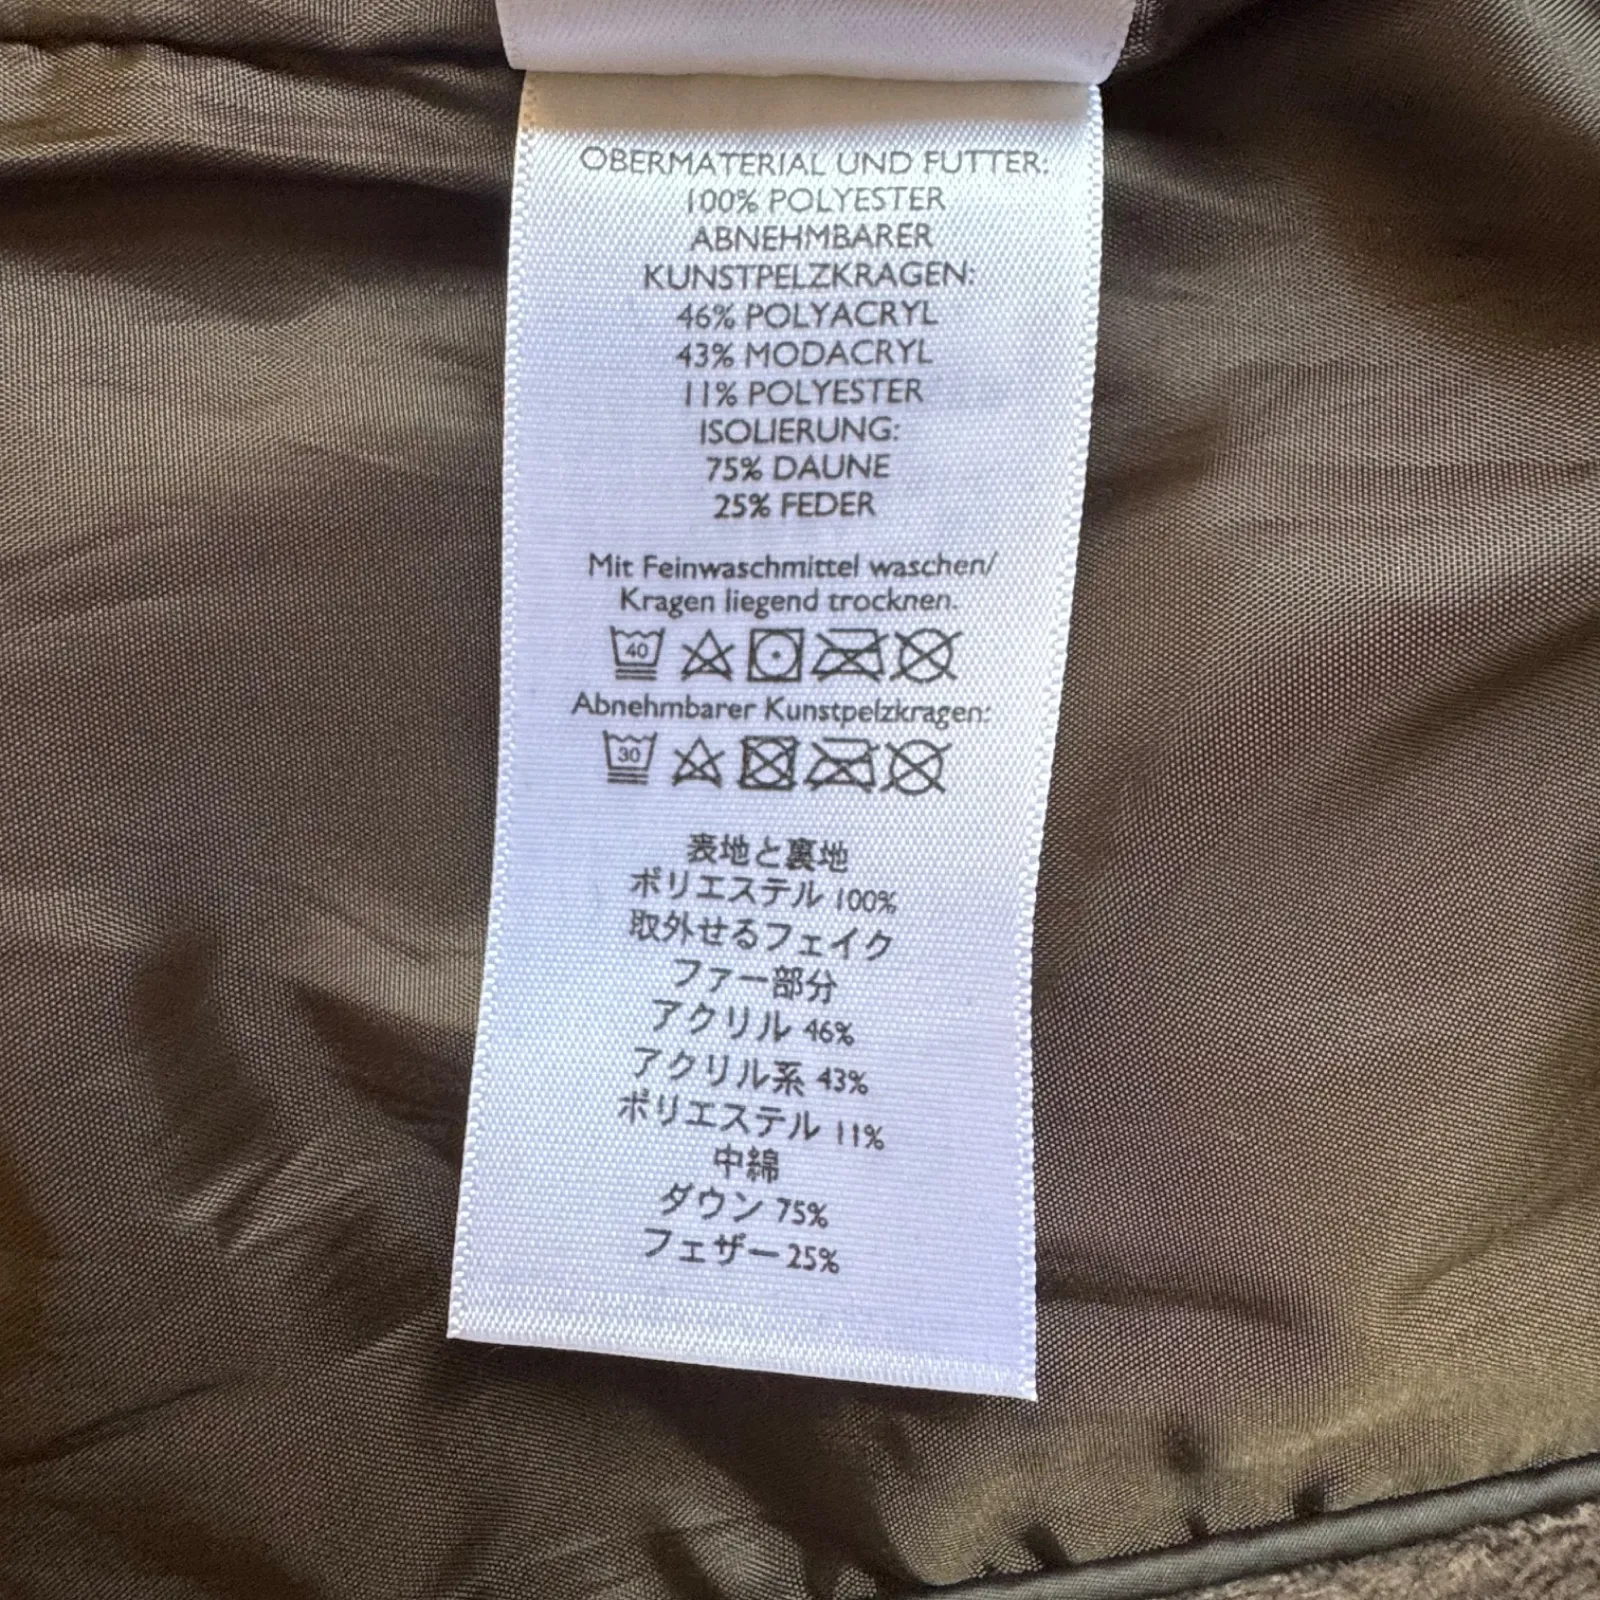 OBERMATERIAL UND FUTTER:
100% POLYESTER
ABNEHMBARER
KUNSTPELZKRAGEN:
46% POLYACRYL
43% MODACRYL
11% POLYESTER
ISOLIERUNG:
75% DAUNE
25% FEDER
Mit Feinwaschmittel waschen/
Kragen liegend trocknen.
40
Abnehmbarer Kunstpelzkragen:
30
表地と裏地
ポリエステル 100%
取外せるフェイク
ファー部分
アクリル 46%
アクリル系 43%
ポリエステル 11%
中綿
ダウン 75%
フェザー 25%